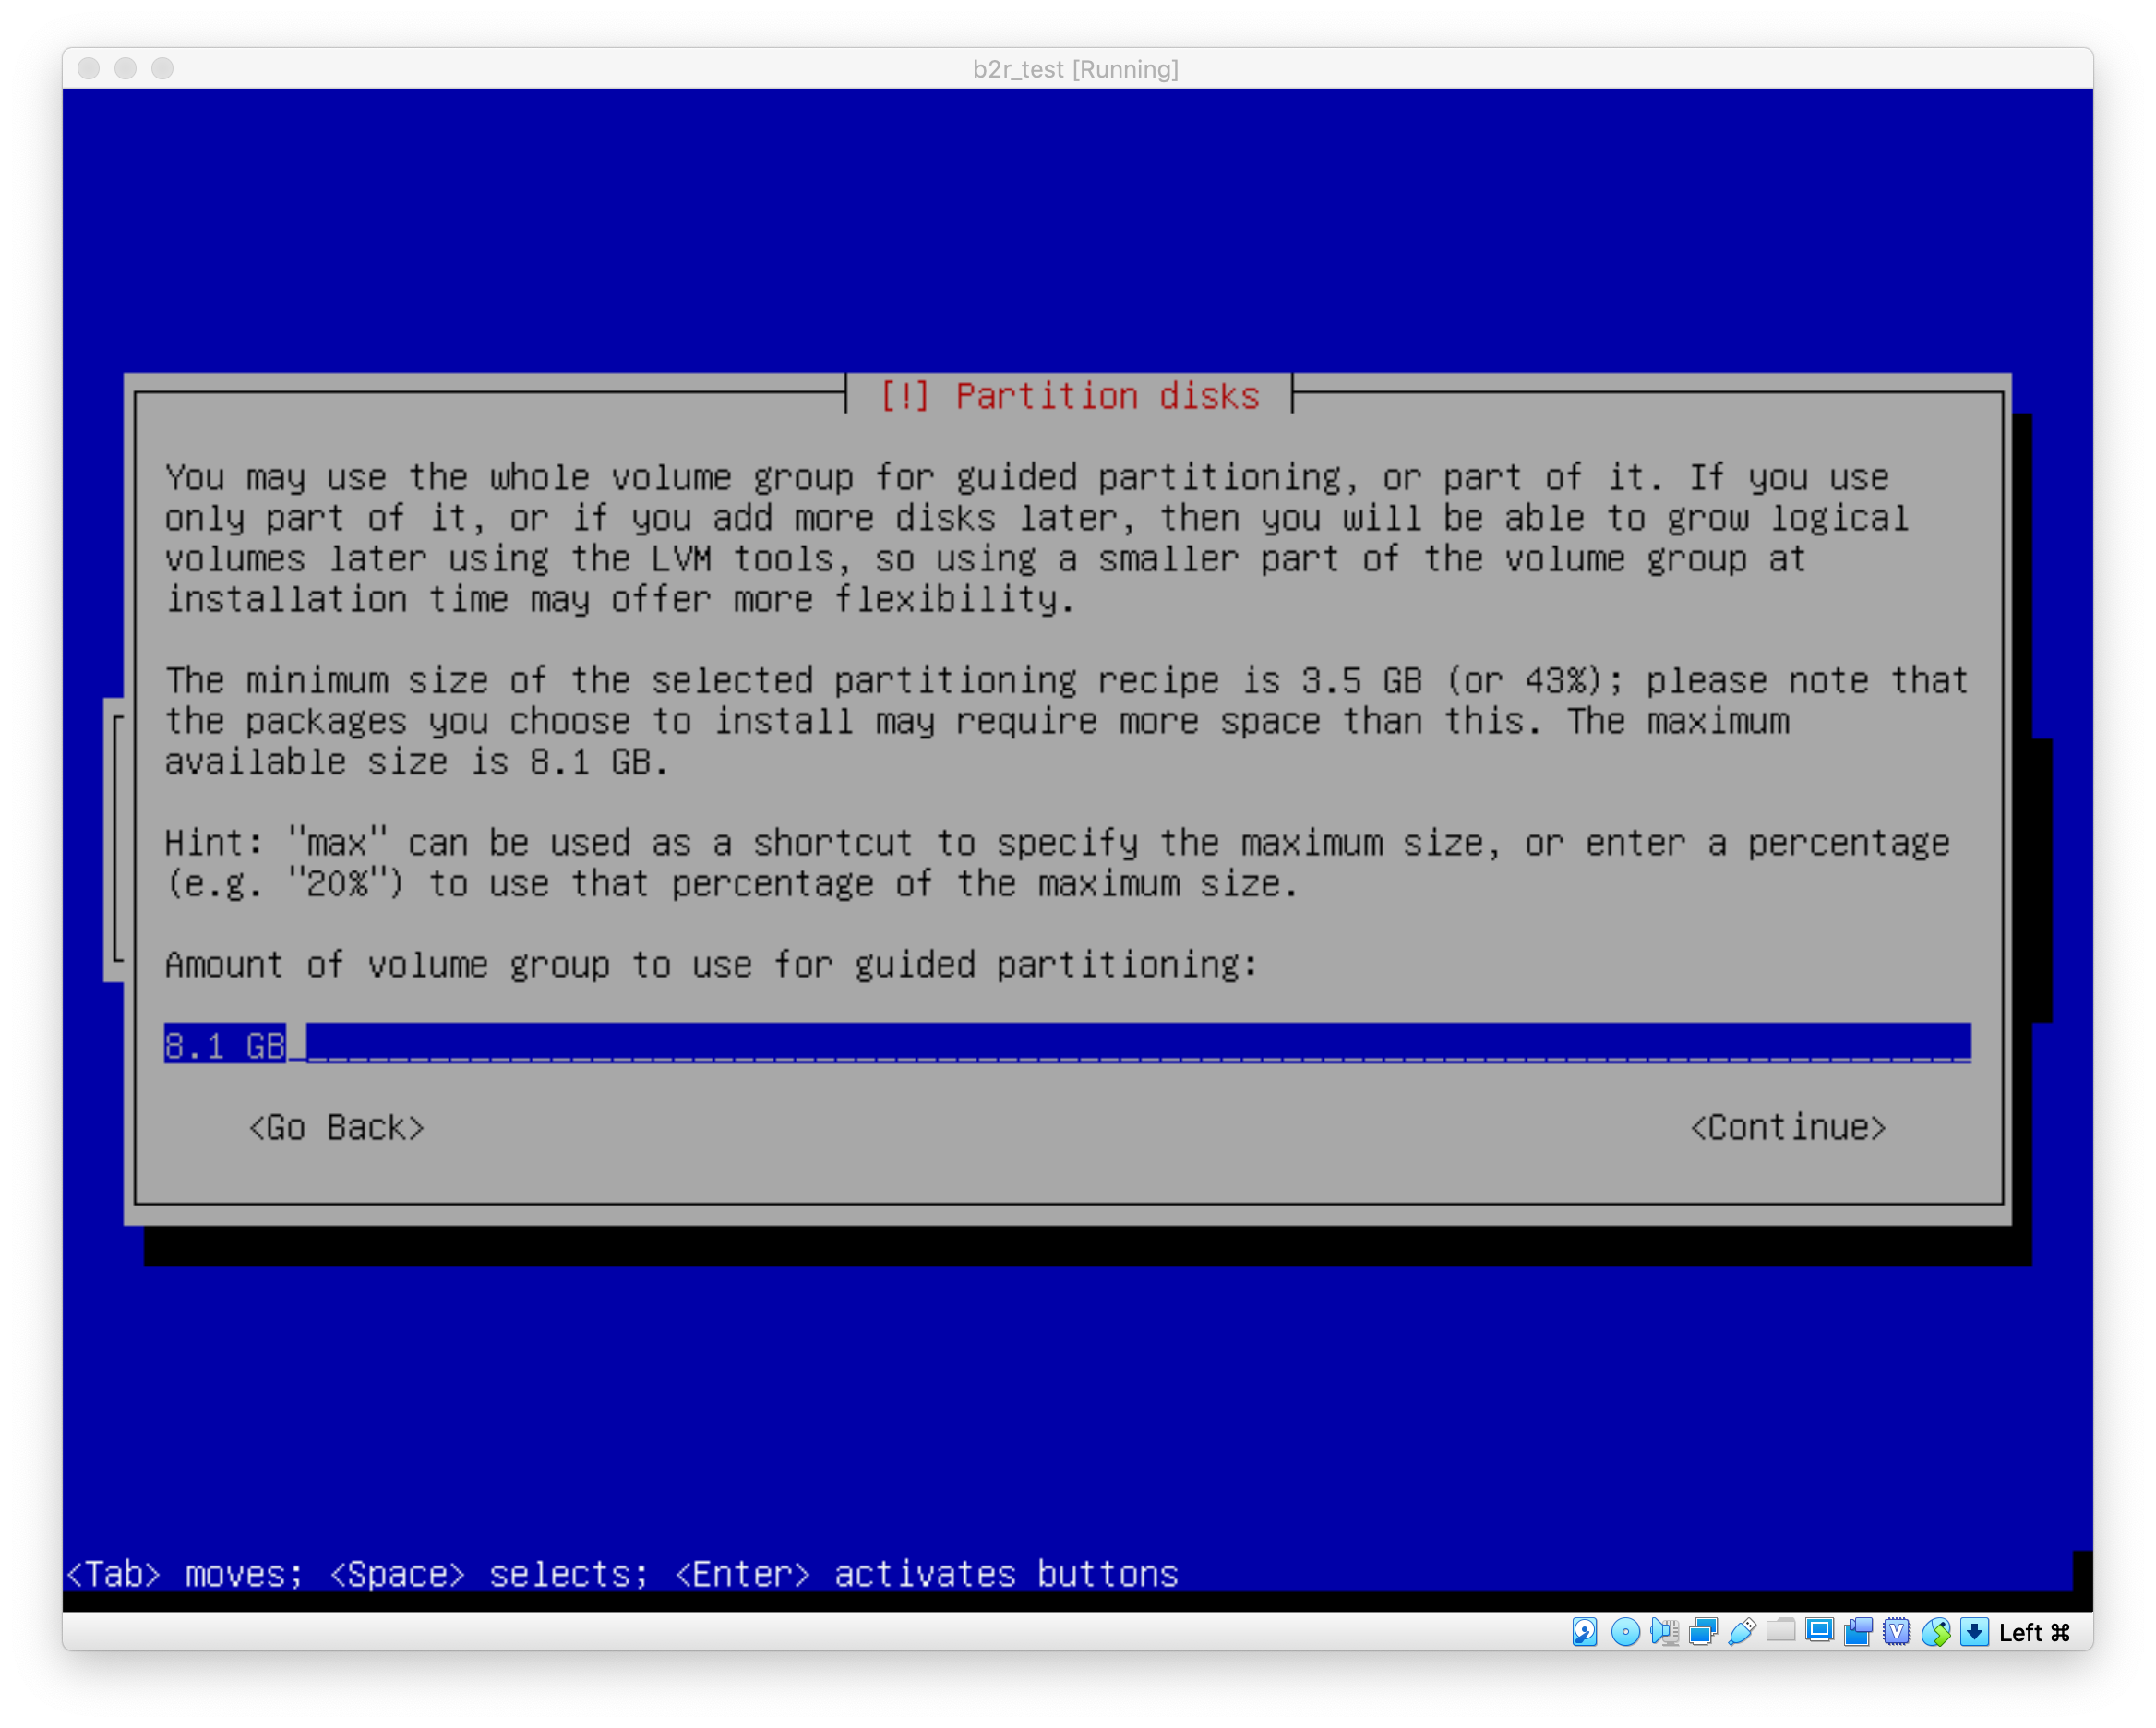 b2r_test [Running]
[!] Partition disks
You may use the whole volume group for guided partitioning, or part of it. If you use
only part of it, or if you add more disks later, then you will be able to grow logical
volumes later using the LVM tools, so using a smaller part of the volume group at
installation time may offer more flexibility.
The minimum size of the selected partitioning recipe is 3.5 GB (or 43%); please note that
the packages you choose to install may require more space than this. The maximum
available size is 8.1 GB.
Hint: "max" can be used as a shortcut to specify the maximum size, or enter a percentage
(e.g. "20%") to use that percentage of the maximum size.
Amount of volume group to use for guided partitioning:
8.1 GB
<Go Back> <Continue>
<Tab> moves; <Space> selects; <Enter> activates buttons
Left ⌘